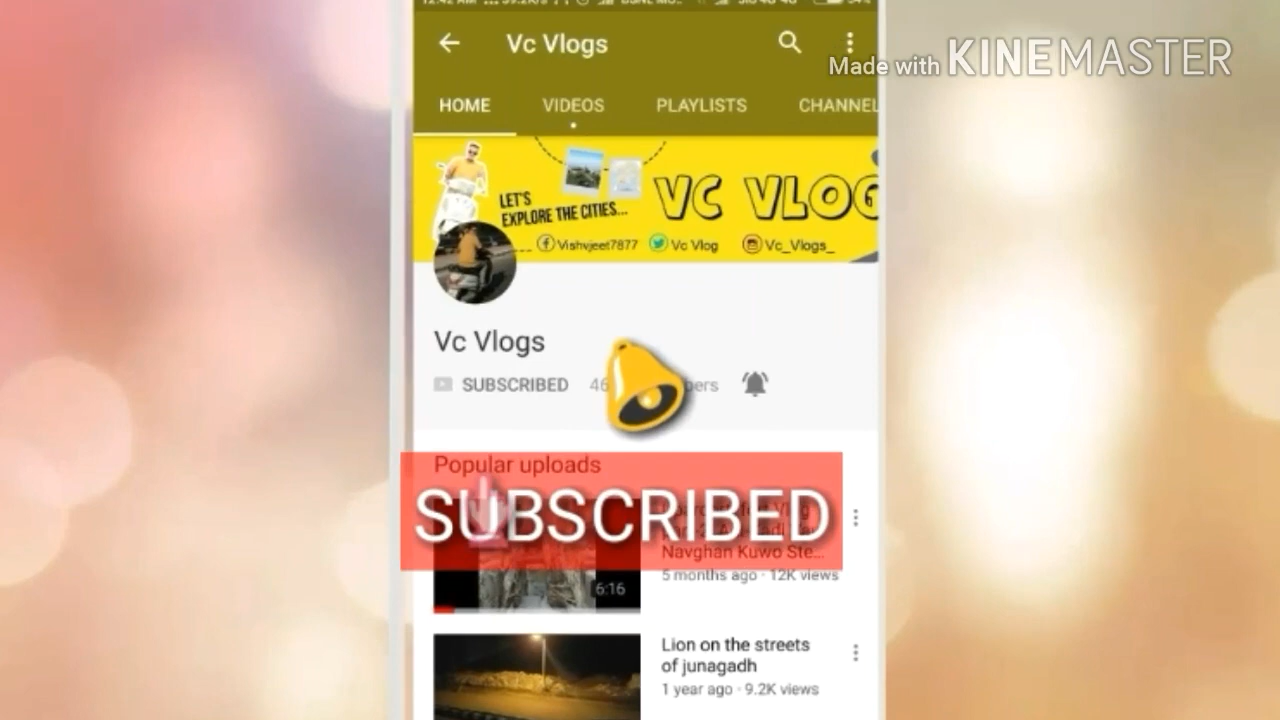 Vc Vlogs
Made with KINEMASTER
HOME VIDEOS PLAYLISTS CHANNEL
LET'S
EXPLORE THE CITIES...
VC VLOG
Vishvjeet7877 Vc Vlog Vc_Vlogs_
Vc Vlogs
SUBSCRIBED
Popular uploads
SUBSCRIBED
Navghan Kuwo Ste...
5 months ago · 12K views
6:16
Lion on the streets
of junagadh
1 year ago · 9.2K views